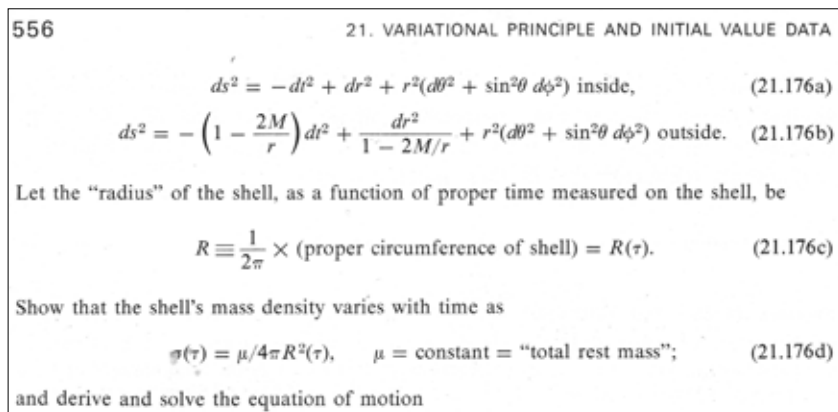 556 21. VARIATIONAL PRINCIPLE AND INITIAL VALUE DATA
ds² = −dt² + dr² + r²(dθ² + sin²θ dϕ²) inside, (21.176a)
ds² = −(1 − 2M/r) dt² + dr²/(1 − 2M/r) + r²(dθ² + sin²θ dϕ²) outside. (21.176b)
Let the “radius” of the shell, as a function of proper time measured on the shell, be
R ≡ 1/2π × (proper circumference of shell) = R(τ). (21.176c)
Show that the shell’s mass density varies with time as
σ(τ) = μ/4πR²(τ), μ = constant = “total rest mass”; (21.176d)
and derive and solve the equation of motion